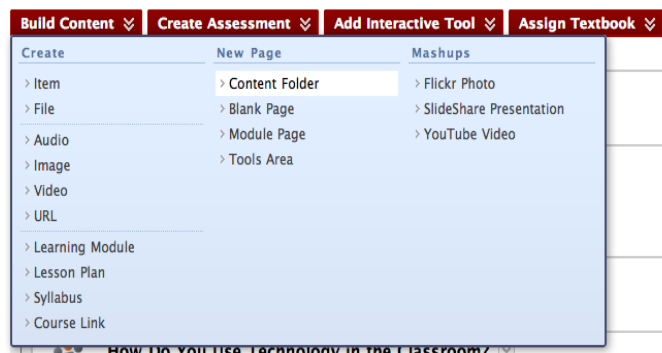 Build Content Create Assessment Add Interactive Tool Assign Textbook
Create
Item
File
Audio
Image
Video
URL
Learning Module
Lesson Plan
Syllabus
Course Link
New Page
Content Folder
Blank Page
Module Page
Tools Area
Mashups
Flickr Photo
SlideShare Presentation
YouTube Video
How Do You Use Technology in the Classroom?